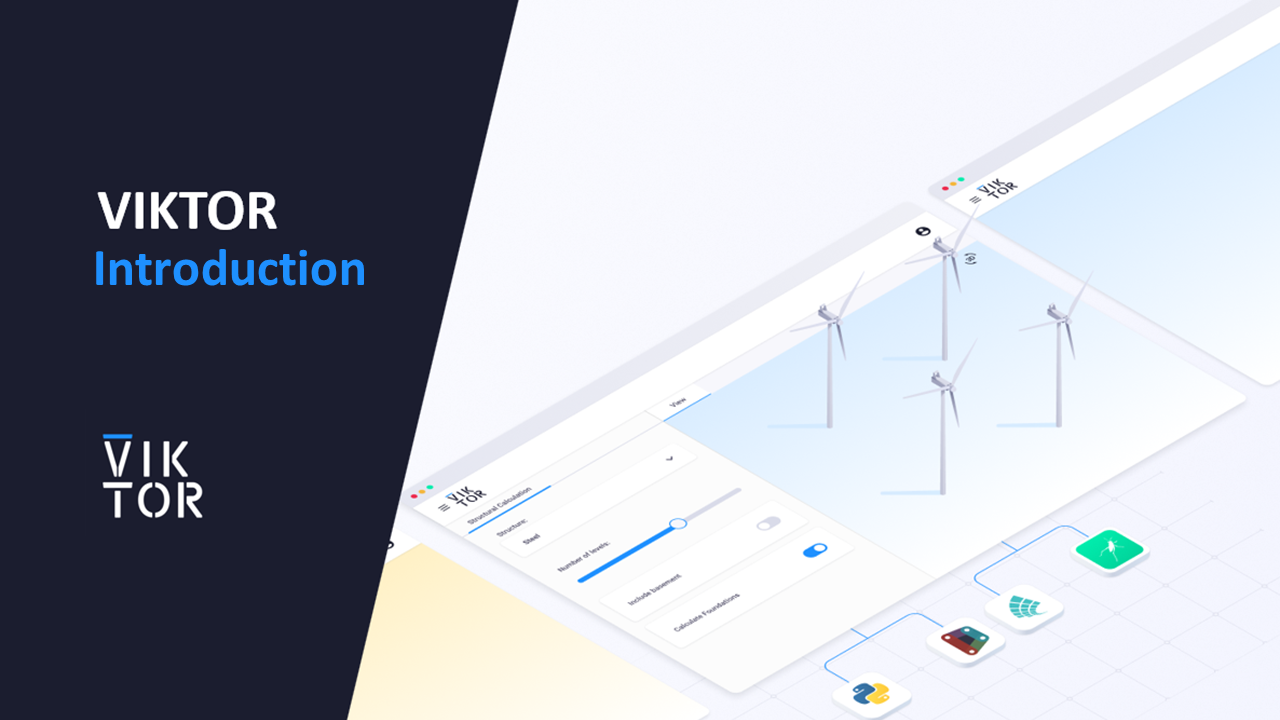 VIKTOR
Introduction
VIK
TOR
VIK
TOR
View
VIK
TOR
Structural Calculation
Structure:
Steel
Number of levels:
Include basement
Calculate Foundations